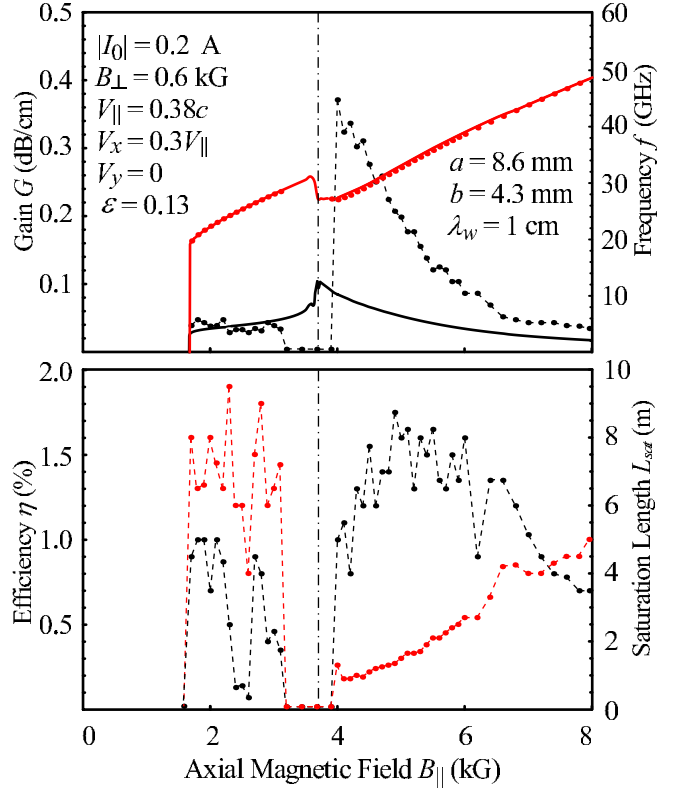 0.5
0.4
0.3
0.2
0.1
Gain G (dB/cm)
|I₀| = 0.2 A
B⊥ = 0.6 kG
V|| = 0.38c
Vₓ = 0.3V||
V_y = 0
ε = 0.13
a = 8.6 mm
b = 4.3 mm
λ_w = 1 cm
60
50
40
30
20
10
Frequency f (GHz)
2.0
1.5
1.0
0.5
Efficiency η (%)
10
8
6
4
2
0
Saturation Length L_sat (m)
0 2 4 6 8
Axial Magnetic Field B|| (kG)